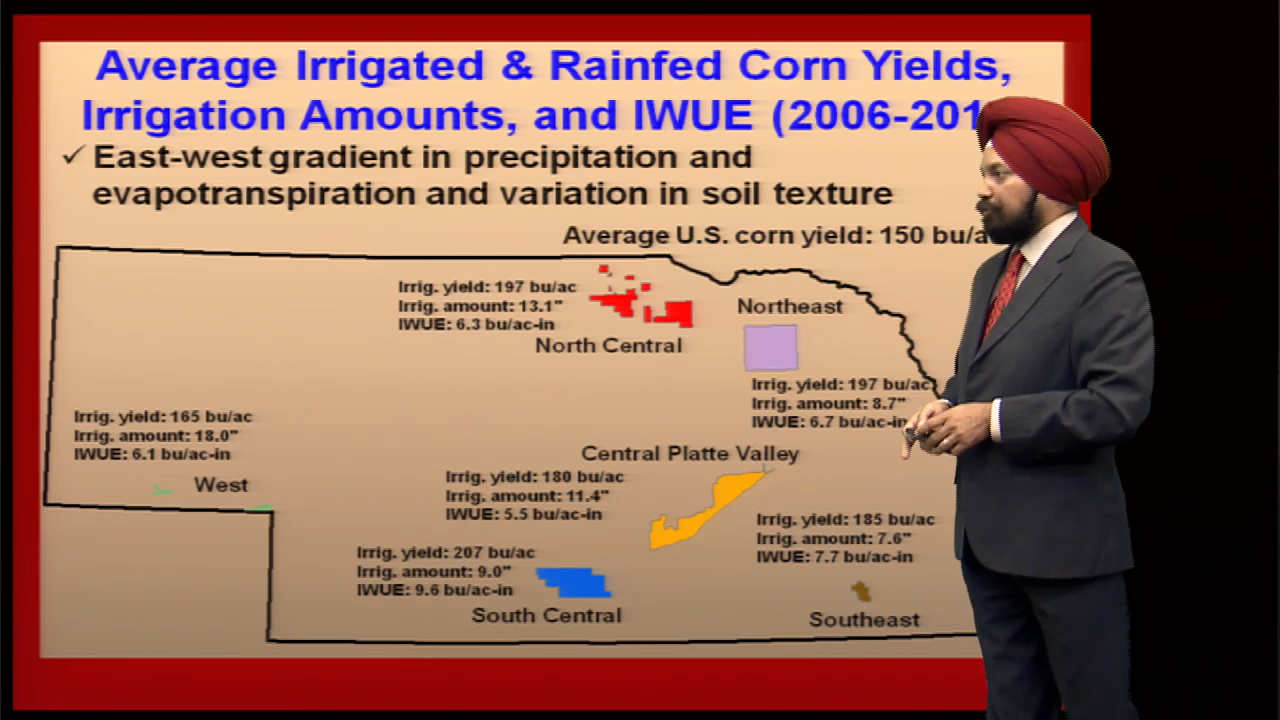 Average Irrigated & Rainfed Corn Yields,
Irrigation Amounts, and IWUE (2006-201
✓ East-west gradient in precipitation and
evapotranspiration and variation in soil texture
Average U.S. corn yield: 150 bu/a
Irrig. yield: 197 bu/ac
Irrig. amount: 13.1"
IWUE: 6.3 bu/ac-in
North Central
Northeast
Irrig. yield: 197 bu/ac
Irrig. amount: 8.7"
IWUE: 6.7 bu/ac-in
Irrig. yield: 165 bu/ac
Irrig. amount: 18.0"
IWUE: 6.1 bu/ac-in
West
Central Platte Valley
Irrig. yield: 180 bu/ac
Irrig. amount: 11.4"
IWUE: 5.5 bu/ac-in
Irrig. yield: 207 bu/ac
Irrig. amount: 9.0"
IWUE: 9.6 bu/ac-in
South Central
Irrig. yield: 185 bu/ac
Irrig. amount: 7.6"
IWUE: 7.7 bu/ac-in
Southeast